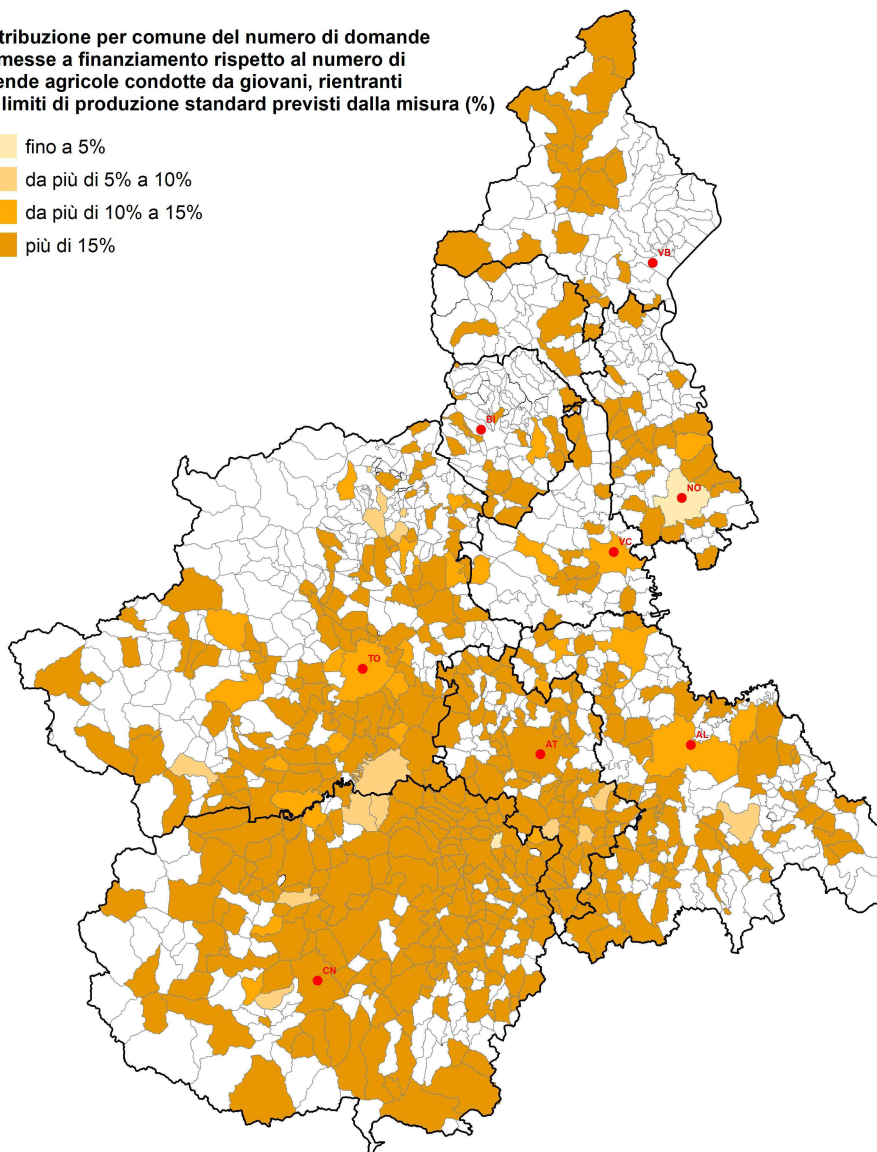 tribuzione per comune del numero di domande
messe a finanziamento rispetto al numero di
ende agricole condotte da giovani, rientranti
limiti di produzione standard previsti dalla misura (%)
fino a 5%
da più di 5% a 10%
da più di 10% a 15%
più di 15%
VB
BI
NO
VC
TO
AT
AL
CN